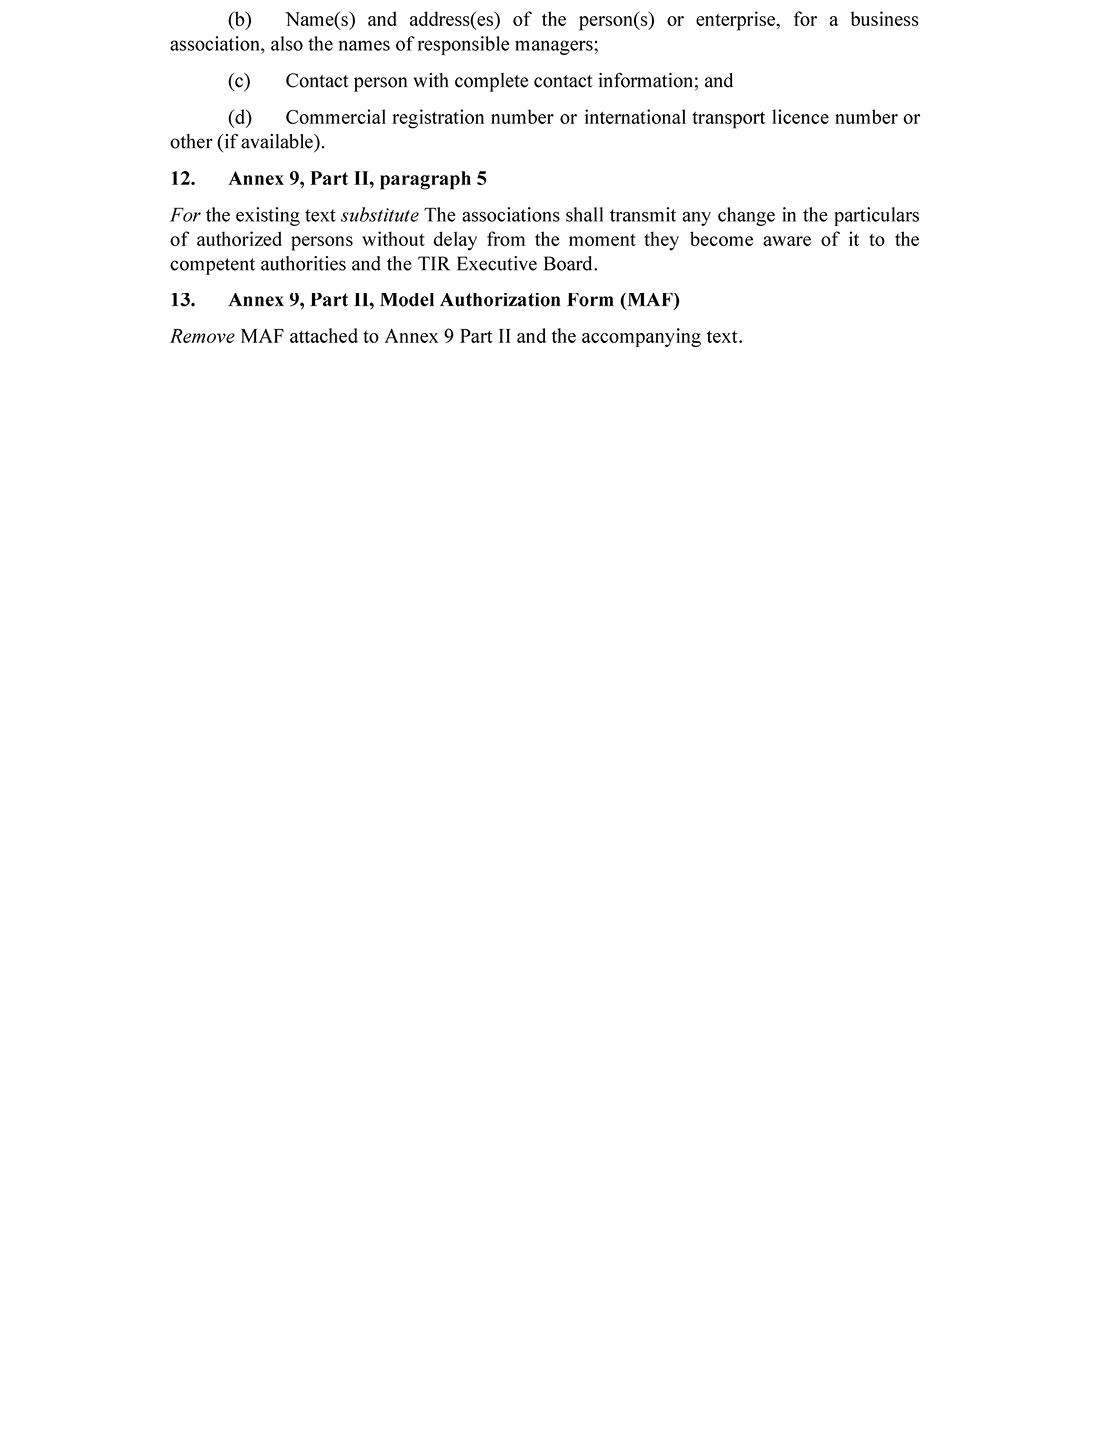 (b) Name(s) and address(es) of the person(s) or enterprise, for a business
association, also the names of responsible managers;
(c) Contact person with complete contact information; and
(d) Commercial registration number or international transport licence number or
other (if available).
12. Annex 9, Part II, paragraph 5
For the existing text substitute The associations shall transmit any change in the particulars
of authorized persons without delay from the moment they become aware of it to the
competent authorities and the TIR Executive Board.
13. Annex 9, Part II, Model Authorization Form (MAF)
Remove MAF attached to Annex 9 Part II and the accompanying text.